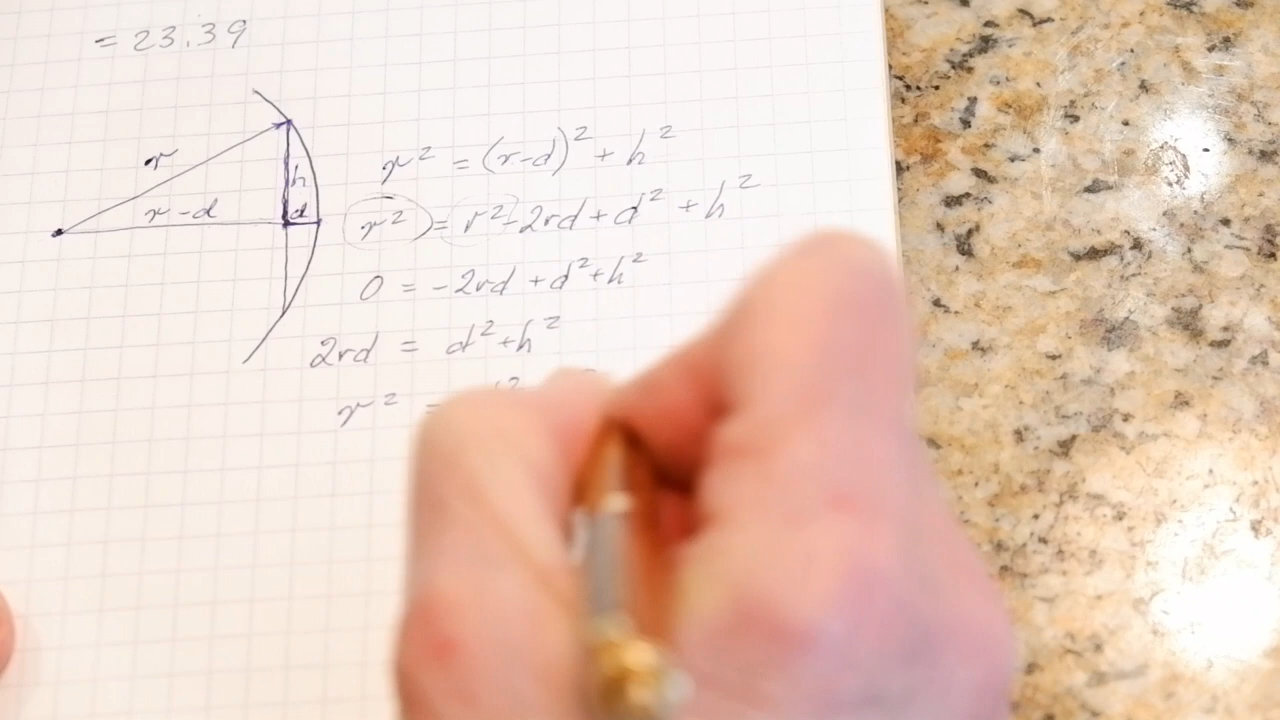 = 23.39
r
h
r-d
d
r² = (r-d)² + h²
r² = r²-2rd+d²+h²
0 = -2rd+d²+h²
2rd = d²+h²
r² =